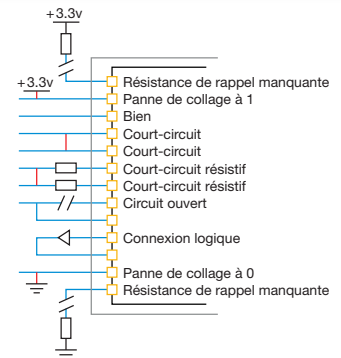 +3.3v
+3.3v
Résistance de rappel manquante
Panne de collage à 1
Bien
Court-circuit
Court-circuit
Court-circuit résistif
Court-circuit résistif
Circuit ouvert
Connexion logique
Panne de collage à 0
Résistance de rappel manquante